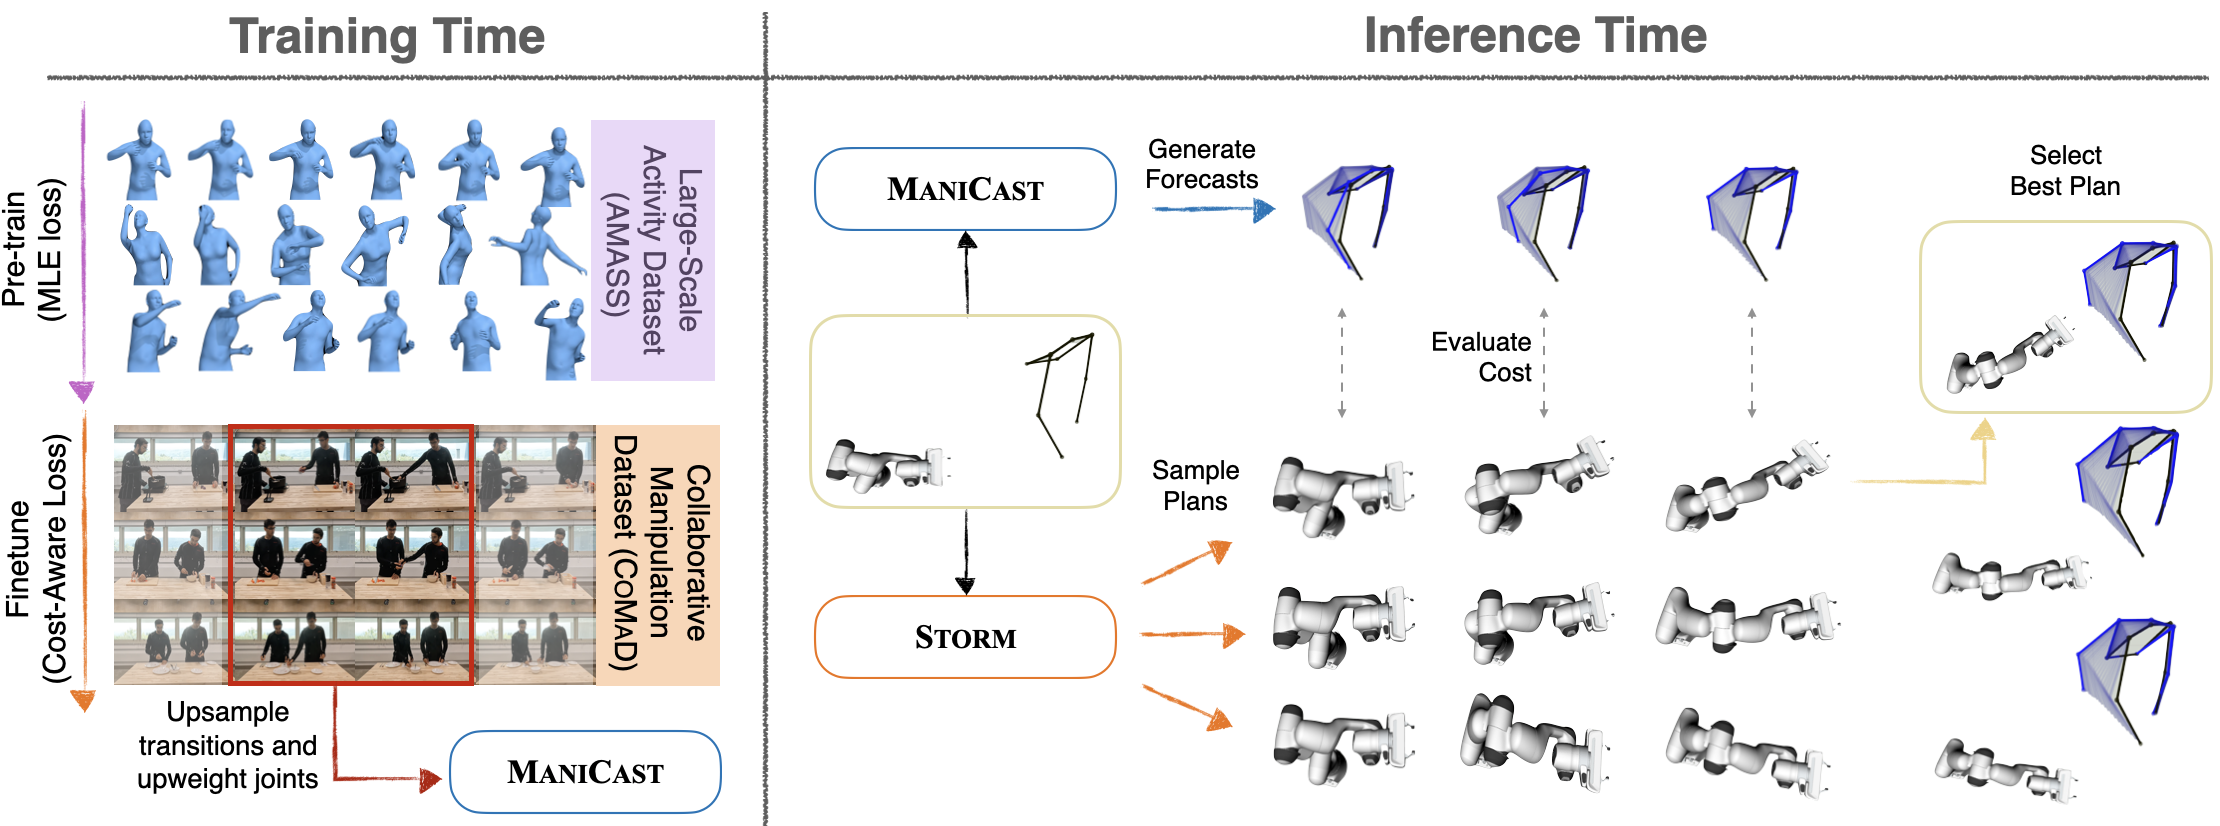 Training Time
Pre-train
(MLE loss)
Large-Scale
Activity Dataset
(AMASS)
Finetune
(Cost-Aware Loss)
Collaborative
Manipulation
Dataset (CoMAD)
Upsample
transitions and
upweight joints
MANICAST
Inference Time
MANICAST
Generate
Forecasts
Evaluate
Cost
STORM
Sample
Plans
Select
Best Plan